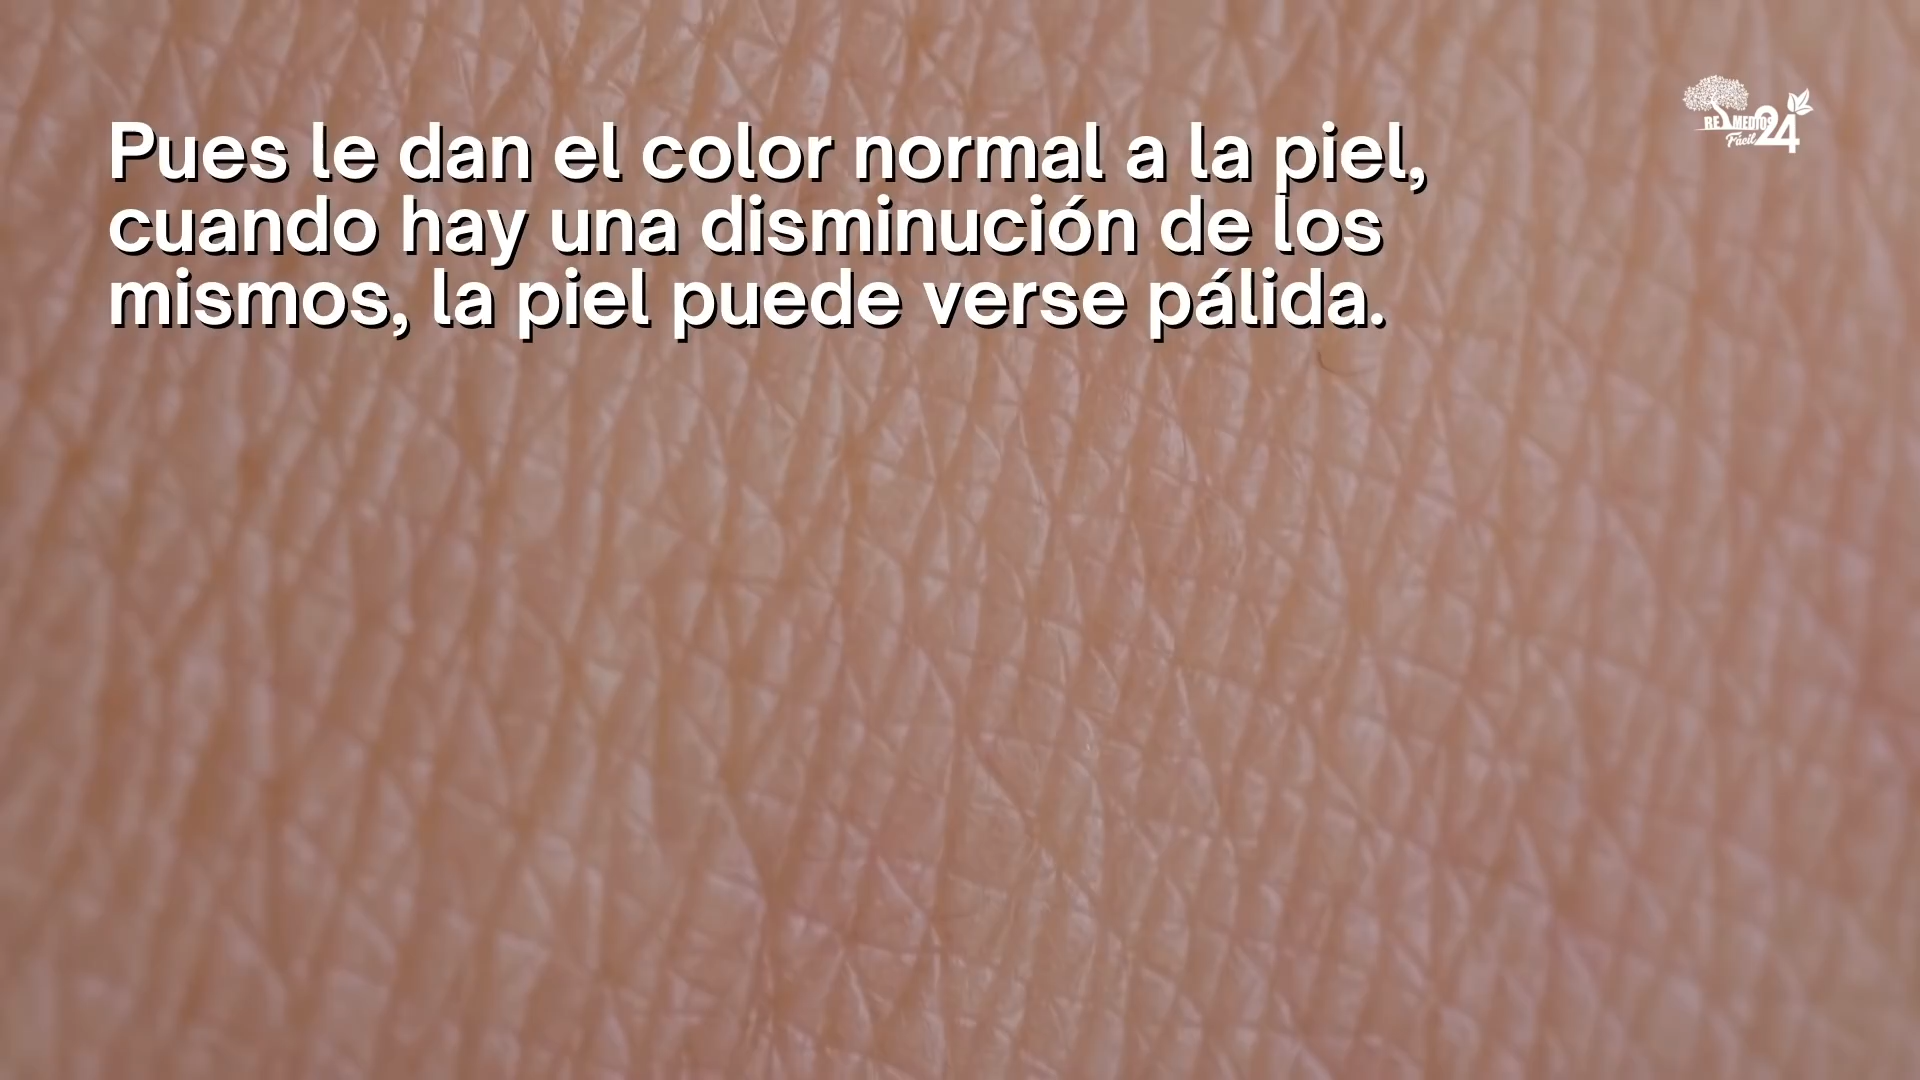 Pues le dan el color normal a la piel,
cuando hay una disminución de los
mismos, la piel puede verse pálida.
REMEDIOS
Fácil 24